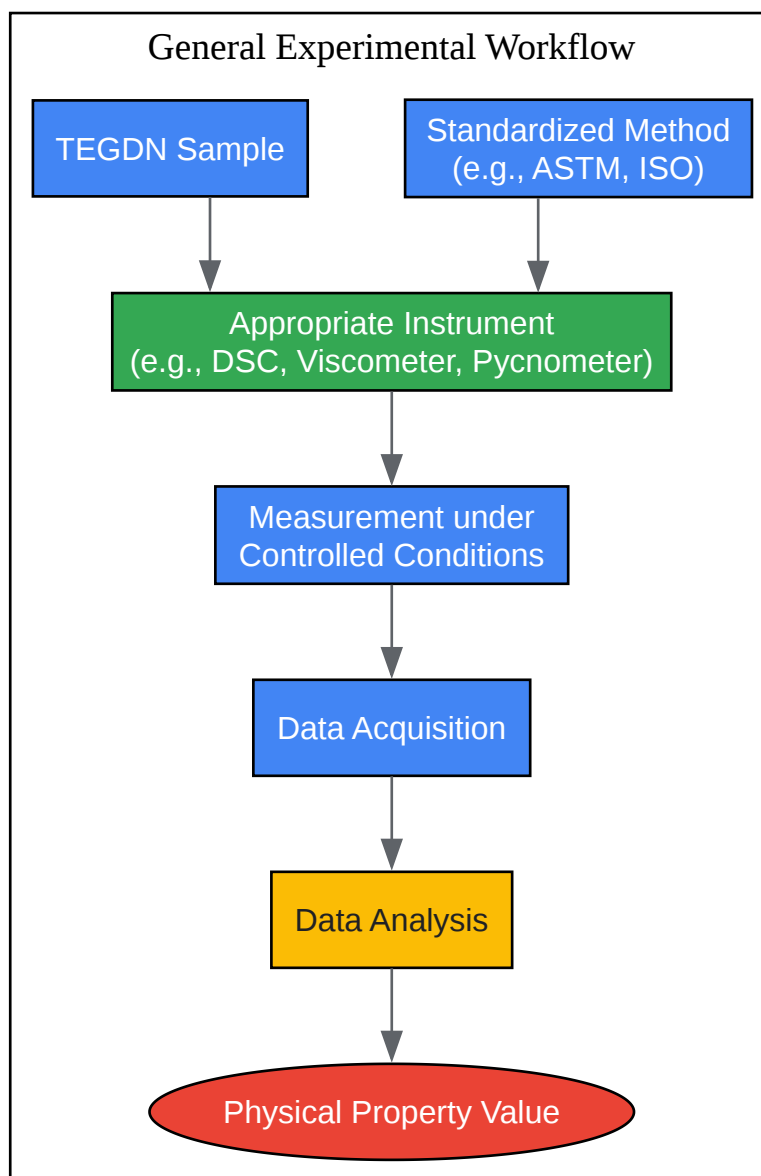 General Experimental Workflow
TEGDN Sample
Standardized Method
(e.g., ASTM, ISO)
Appropriate Instrument
(e.g., DSC, Viscometer, Pycnometer)
Measurement under
Controlled Conditions
Data Acquisition
Data Analysis
Physical Property Value